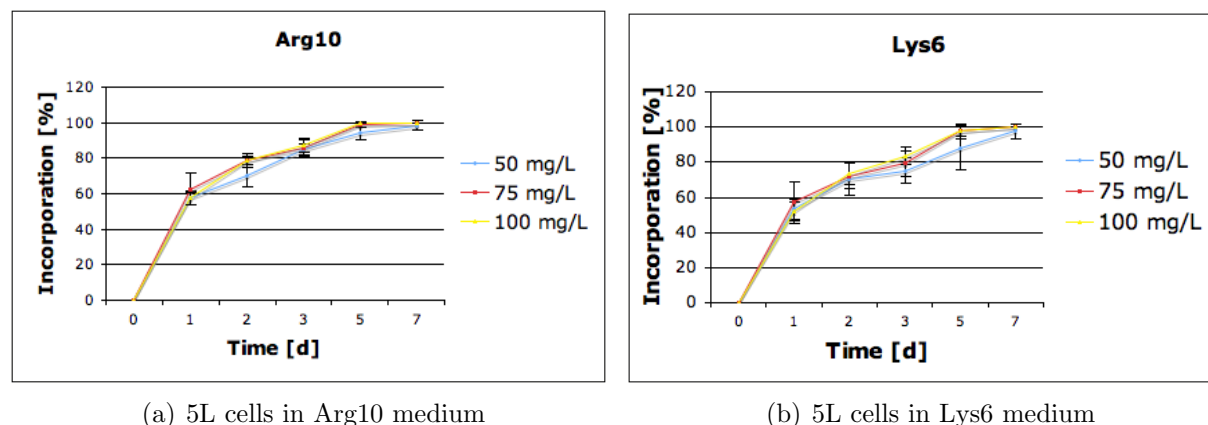 Arg10
Incorporation [%]
120
100
80
60
40
20
0
0 1 2 3 5 7
Time [d]
50 mg/L
75 mg/L
100 mg/L
(a) 5L cells in Arg10 medium
Lys6
Incorporation [%]
120
100
80
60
40
20
0
0 1 2 3 5 7
Time [d]
50 mg/L
75 mg/L
100 mg/L
(b) 5L cells in Lys6 medium